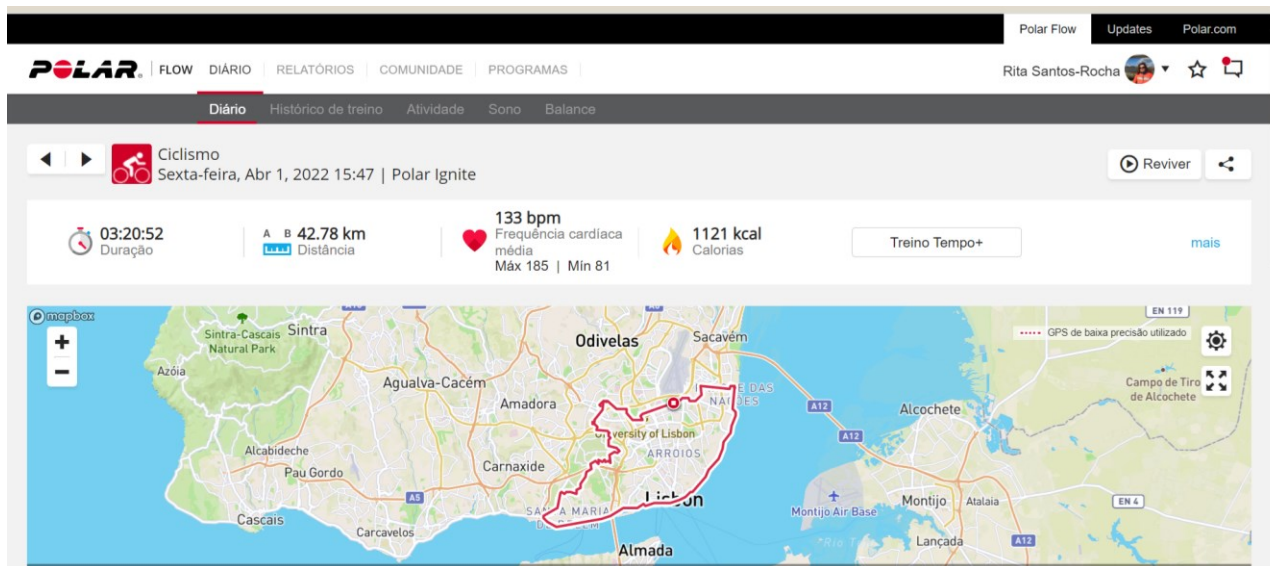 Polar Flow Updates Polar.com
POLAR. FLOW DIÁRIO RELATÓRIOS COMUNIDADE PROGRAMAS Rita Santos-Rocha
Diário Histórico de treino Atividade Sono Balance
Ciclismo
Sexta-feira, Abr 1, 2022 15:47 | Polar Ignite
Reviver
03:20:52
Duração
A B 42.78 km
Distância
133 bpm
Frequência cardíaca
média
Máx 185 | Mín 81
1121 kcal
Calorias
Treino Tempo+
mais
mapbox
+
−
EN 119
GPS de baixa precisão utilizado
Sintra-Cascais
Natural Park
Sintra
Odivelas
Sacavém
Azóia
Agualva-Cacém
Amadora
E DAS
A12
Alcochete
Campo de Tiro
de Alcochete
University of Lisbon
A12
ARROIOS
Alcabideche
Pau Gordo
Carnaxide
A5
Lisbon
Montijo Air Base
Montijo
Atalaia
EN 4
Cascais
Carcavelos
Almada
Lançada
A12